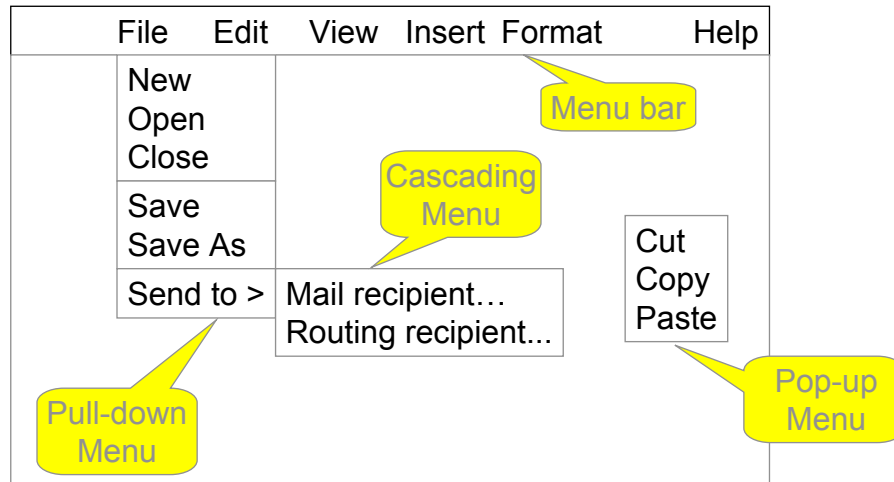 File Edit View Insert Format Help
New
Open
Close
Save
Save As
Send to >
Mail recipient…
Routing recipient...
Cut
Copy
Paste
Menu bar
Cascading
Menu
Pull-down
Menu
Pop-up
Menu